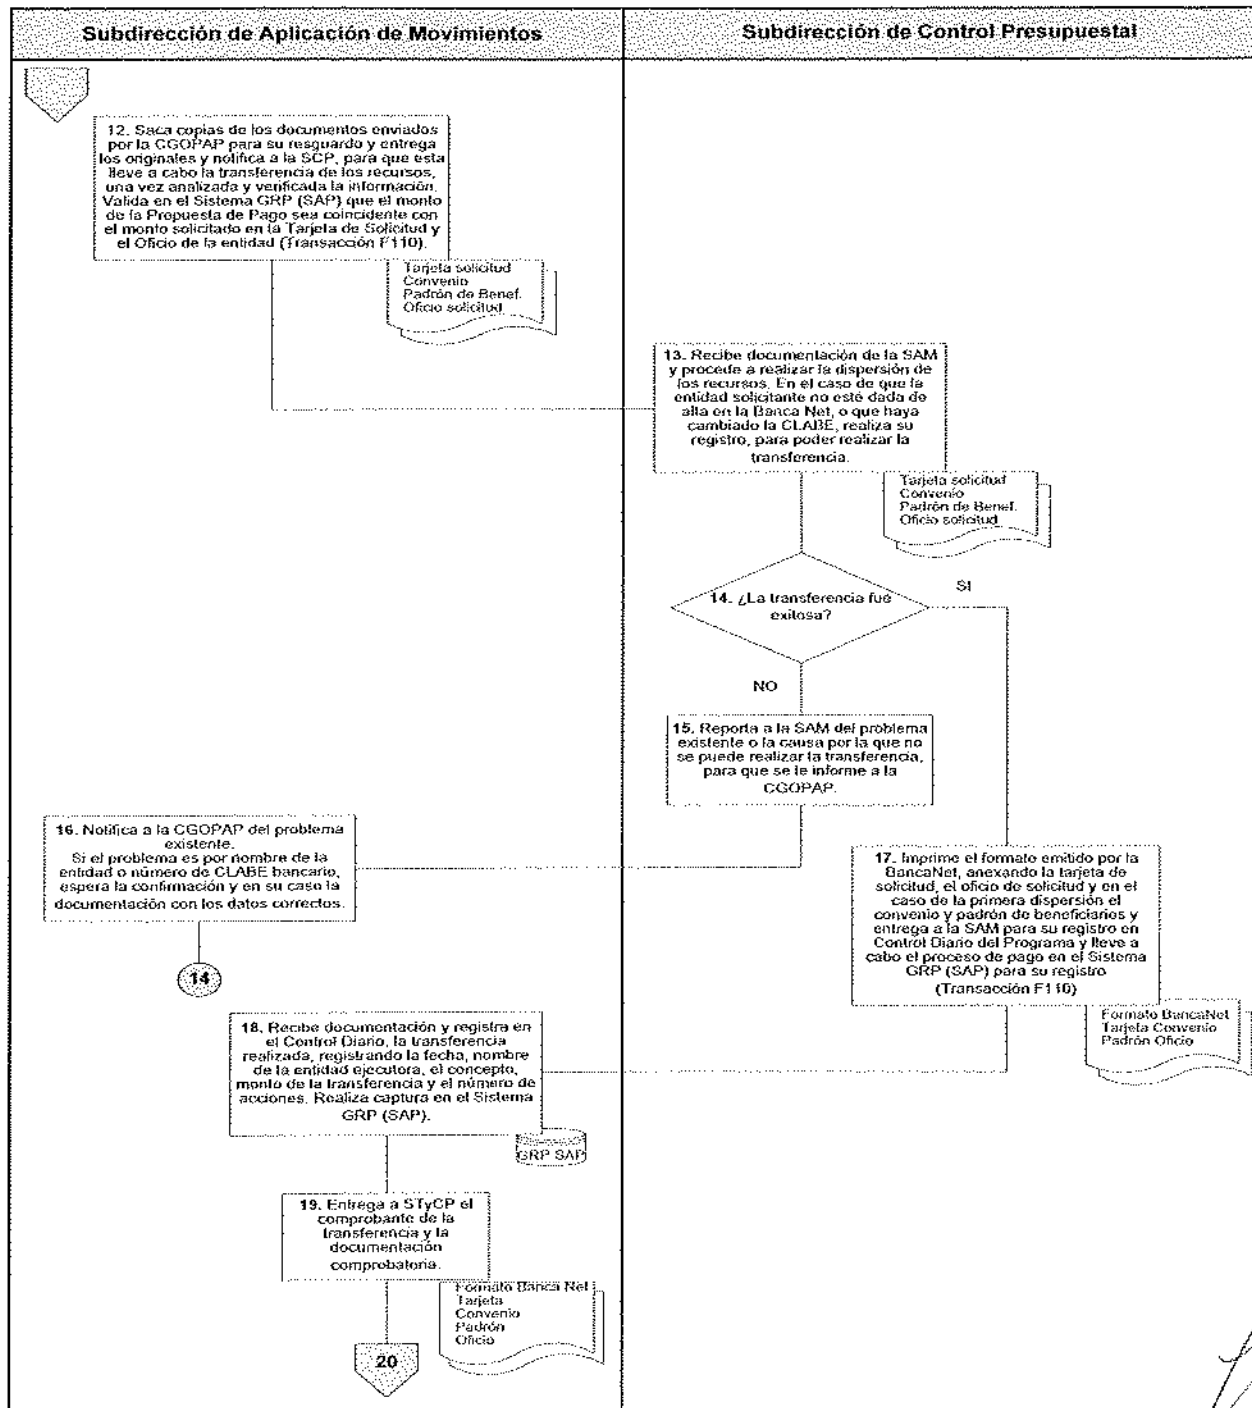 Subdirección de Aplicación de Movimientos
Subdirección de Control Presupuestal
12. Saca copias de los documentos enviados
por la CGOPAP para su resguardo y entrega
los originales y notifica a la SCP, para que esta
lleve a cabo la transferencia de los recursos,
una vez analizada y verificada la información.
Valida en el Sistema GRP (SAP) que el monto
de la Propuesta de Pago sea coincidente con
el monto solicitado en la Tarjeta de Solicitud y
el Oficio de la entidad (Transacción F110).
Tarjeta solicitud
Convenio
Padrón de Benef.
Oficio solicitud
13. Recibe documentación de la SAM
y procede a realizar la dispersión de
los recursos. En el caso de que la
entidad solicitante no esté dada de
alta en la Banca Net, o que haya
cambiado la CLABE, realiza su
registro, para poder realizar la
transferencia.
Tarjeta solicitud
Convenio
Padrón de Benef.
Oficio solicitud
14. ¿La transferencia fue
exitosa?
SI
NO
15. Reporta a la SAM del problema
existente o la causa por la que no
se puede realizar la transferencia,
para que se le informe a la
CGOPAP.
16. Notifica a la CGOPAP del problema
existente.
Si el problema es por nombre de la
entidad o número de CLABE bancario,
espera la confirmación y en su caso la
documentación con los datos correctos.
14
17. Imprime el formato emitido por la
BancaNet, anexando la tarjeta de
solicitud, el oficio de solicitud y en el
caso de la primera dispersión el
convenio y padrón de beneficiarios y
entrega a la SAM para su registro en
Control Diario del Programa y lleve a
cabo el proceso de pago en el Sistema
GRP (SAP) para su registro
(Transacción F110)
Formato BancaNet
Tarjeta Convenio
Padrón Oficio
18. Recibe documentación y registra en
el Control Diario, la transferencia
realizada, registrando la fecha, nombre
de la entidad ejecutora, el concepto,
monto de la transferencia y el número de
acciones. Realiza captura en el Sistema
GRP (SAP).
GRP SAP
19. Entrega a STyCP el
comprobante de la
transferencia y la
documentación
comprobatoria.
Formato Banca Net
Tarjeta
Convenio
Padrón
Oficio
20